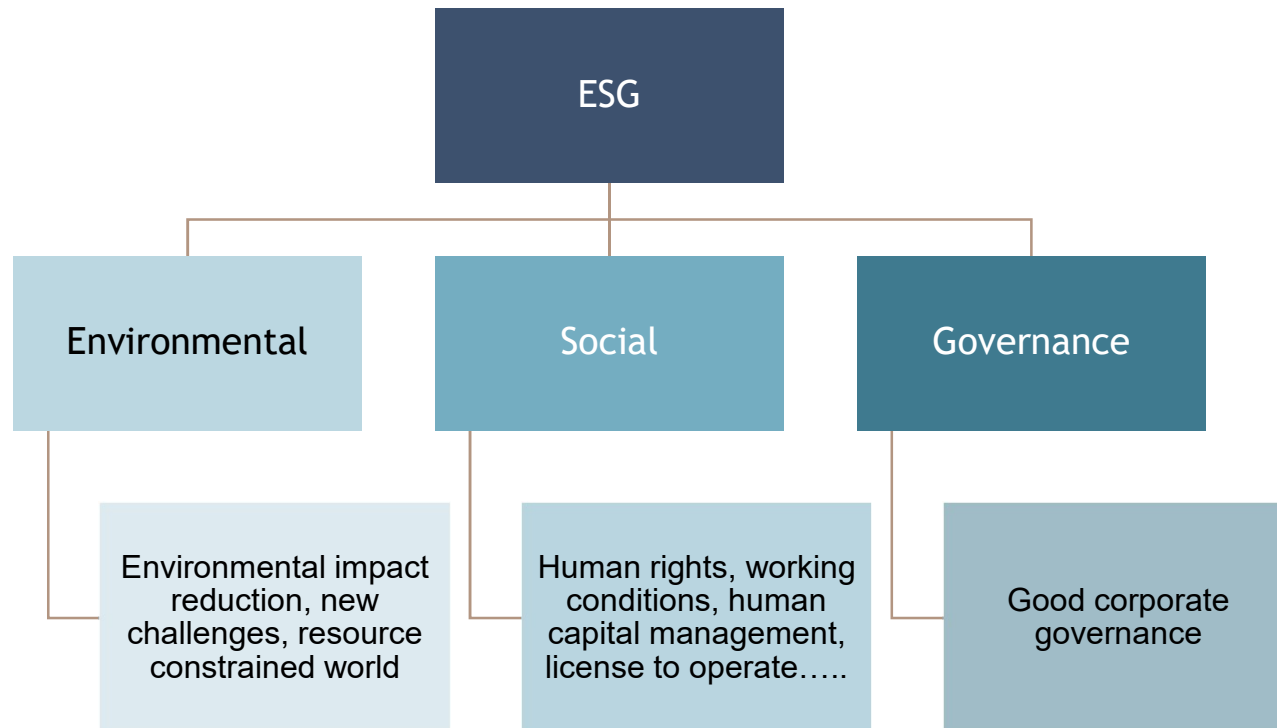 ESG
Environmental
Social
Governance
Environmental impact
reduction, new
challenges, resource
constrained world
Human rights, working
conditions, human
capital management,
license to operate…..
Good corporate
governance